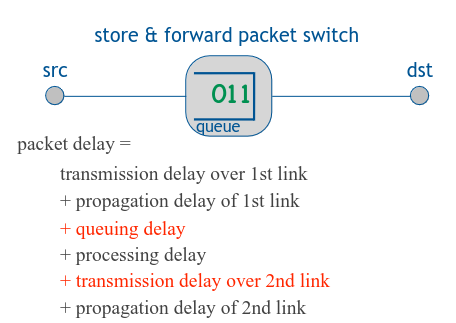 store & forward packet switch
src
dst
011
queue
packet delay =
transmission delay over 1st link
+ propagation delay of 1st link
+ queuing delay
+ processing delay
+ transmission delay over 2nd link
+ propagation delay of 2nd link